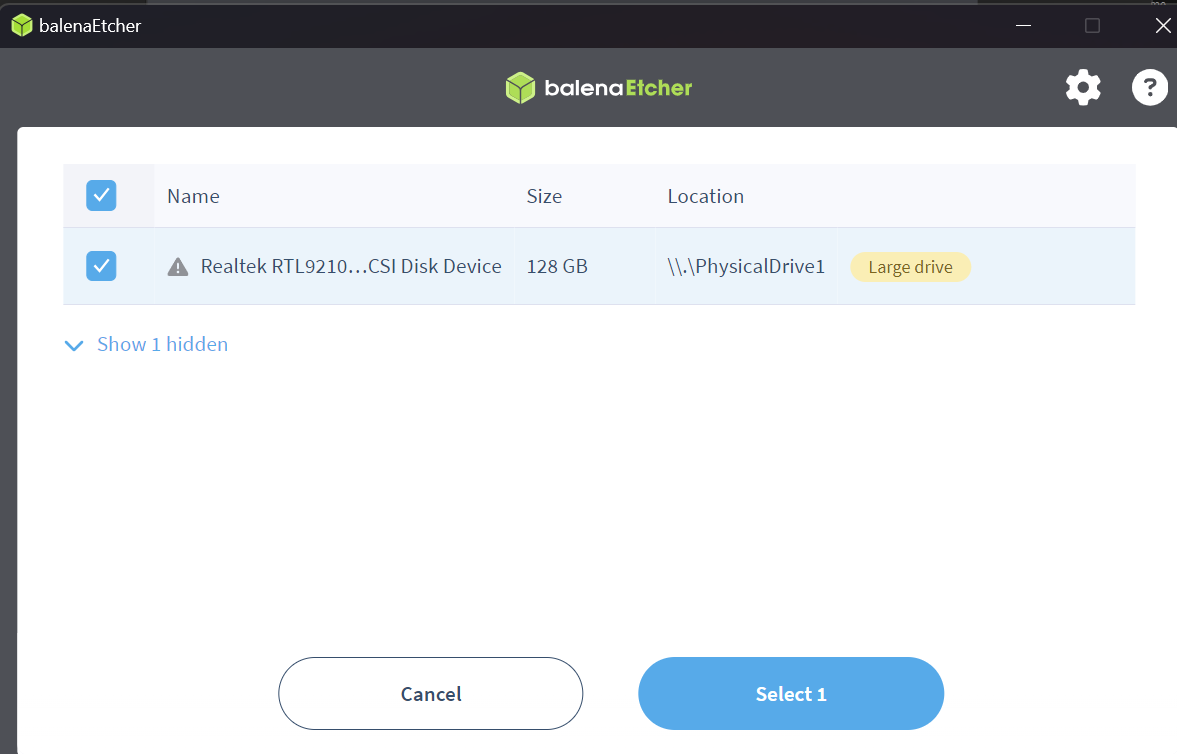 balenaEtcher
balenaEtcher
?
Name Size Location
Realtek RTL9210...CSI Disk Device 128 GB \\.\PhysicalDrive1 Large drive
Show 1 hidden
Cancel Select 1